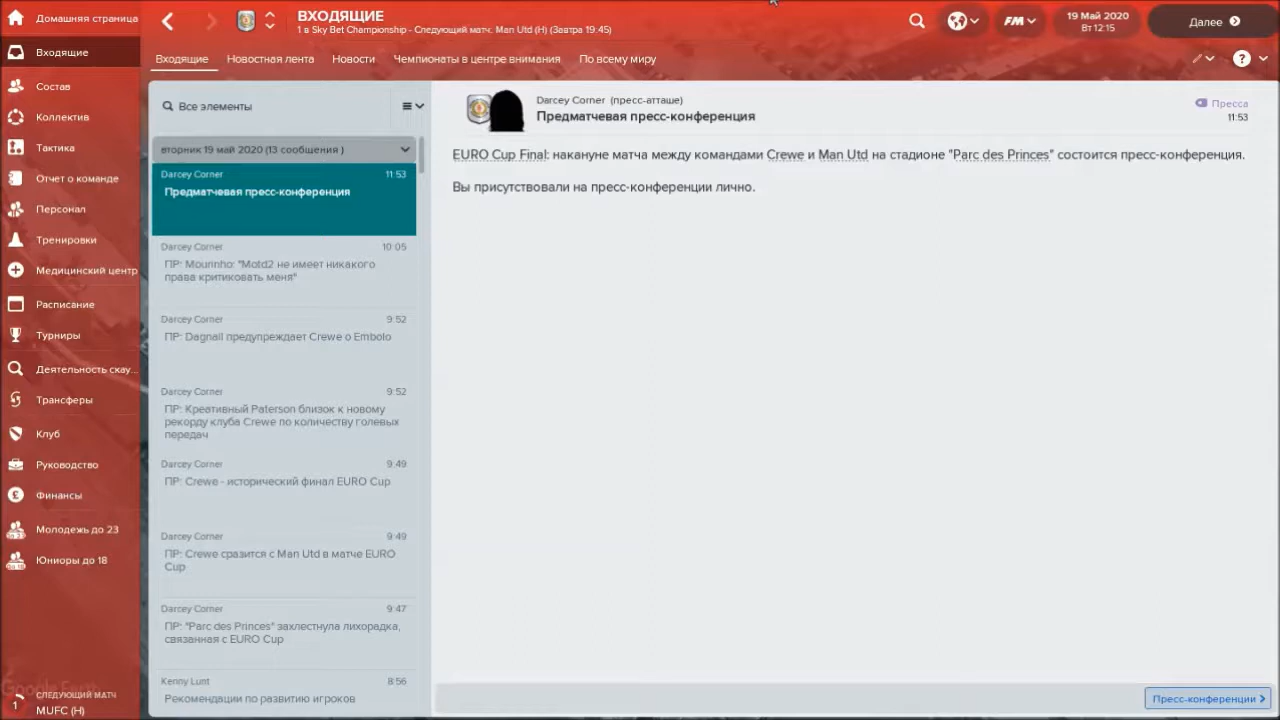 Домашняя страница
ВХОДЯЩИЕ
1 в Sky Bet Championship - Следующий матч: Man Utd (H) (Завтра 19:45)
FM
19 Май 2020
Вт 12:15
Далее
Входящие
Состав
Коллектив
Тактика
Отчет о команде
Персонал
Тренировки
Медицинский центр
Расписание
Турниры
Деятельность скау...
Трансферы
Клуб
Руководство
Финансы
Молодежь до 23
Юниоры до 18
Google Earth
1
СЛЕДУЮЩИЙ МАТЧ
MUFC (H)
Входящие Новостная лента Новости Чемпионаты в центре внимания По всему миру
?
Все элементы
вторник 19 май 2020 (13 сообщения )
Darcey Corner 11:53
Предматчевая пресс-конференция
Darcey Corner 10:05
ПР: Mourinho: "Motd2 не имеет никакого
права критиковать меня"
Darcey Corner 9:52
ПР: Dagnall предупреждает Crewe о Embolo
Darcey Corner 9:52
ПР: Креативный Paterson близок к новому
рекорду клуба Crewe по количеству голевых
передач
Darcey Corner 9:49
ПР: Crewe - исторический финал EURO Cup
Darcey Corner 9:49
ПР: Crewe сразится с Man Utd в матче EURO
Cup
Darcey Corner 9:47
ПР: "Parc des Princes" захлестнула лихорадка,
связанная с EURO Cup
Kenny Lunt 8:56
Рекомендации по развитию игроков
Darcey Corner (пресс-атташе)
Предматчевая пресс-конференция
Пресса
11:53
EURO Cup Final: накануне матча между командами Crewe и Man Utd на стадионе "Parc des Princes" состоится пресс-конференция.
Вы присутствовали на пресс-конференции лично.
Пресс-конференции